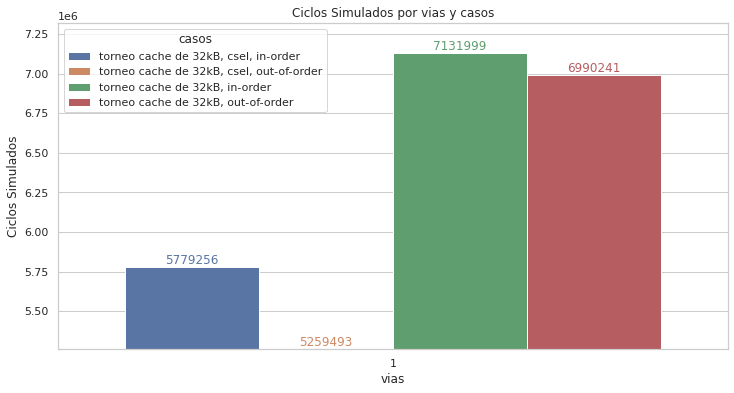 Ciclos Simulados por vias y casos
1e6
casos
torneo cache de 32kB, csel, in-order
torneo cache de 32kB, csel, out-of-order
torneo cache de 32kB, in-order
torneo cache de 32kB, out-of-order
7131999
6990241
5779256
5259493
7.25
7.00
6.75
6.50
6.25
6.00
5.75
5.50
Ciclos Simulados
1
vias